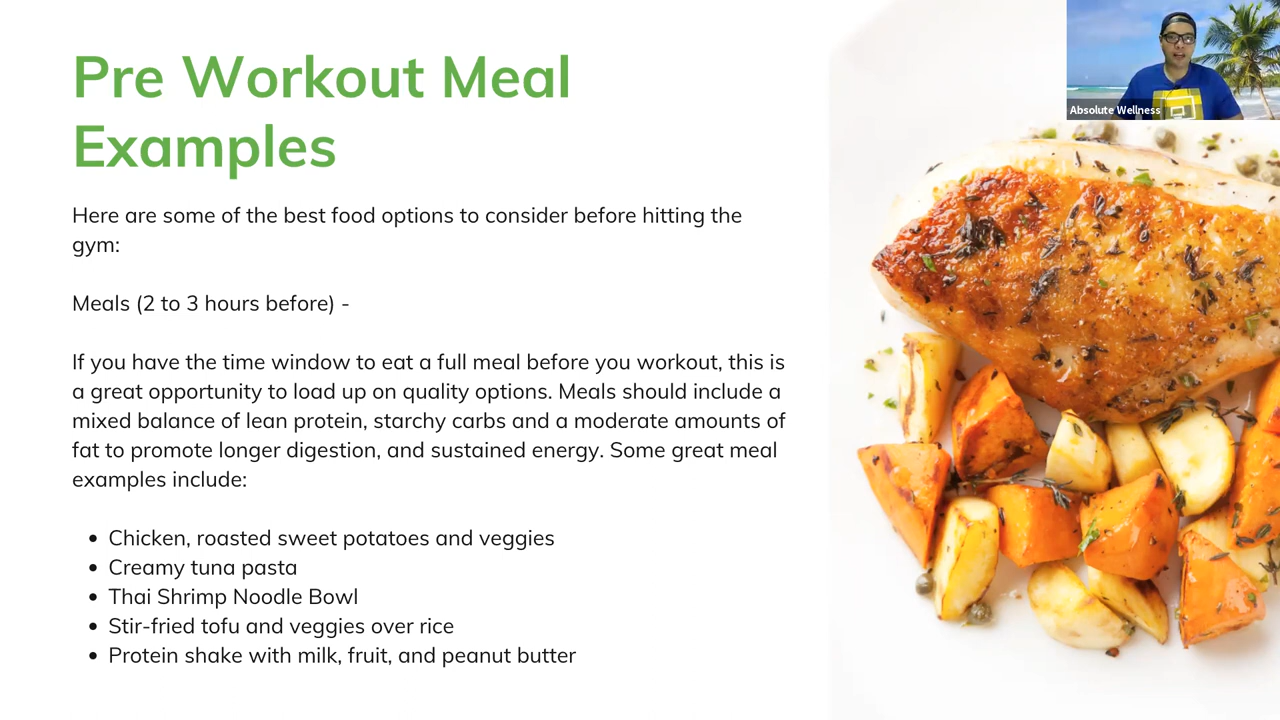 Pre Workout Meal
Examples
Absolute Wellness
Here are some of the best food options to consider before hitting the
gym:
Meals (2 to 3 hours before) -
If you have the time window to eat a full meal before you workout, this is
a great opportunity to load up on quality options. Meals should include a
mixed balance of lean protein, starchy carbs and a moderate amounts of
fat to promote longer digestion, and sustained energy. Some great meal
examples include:
• Chicken, roasted sweet potatoes and veggies
• Creamy tuna pasta
• Thai Shrimp Noodle Bowl
• Stir-fried tofu and veggies over rice
• Protein shake with milk, fruit, and peanut butter